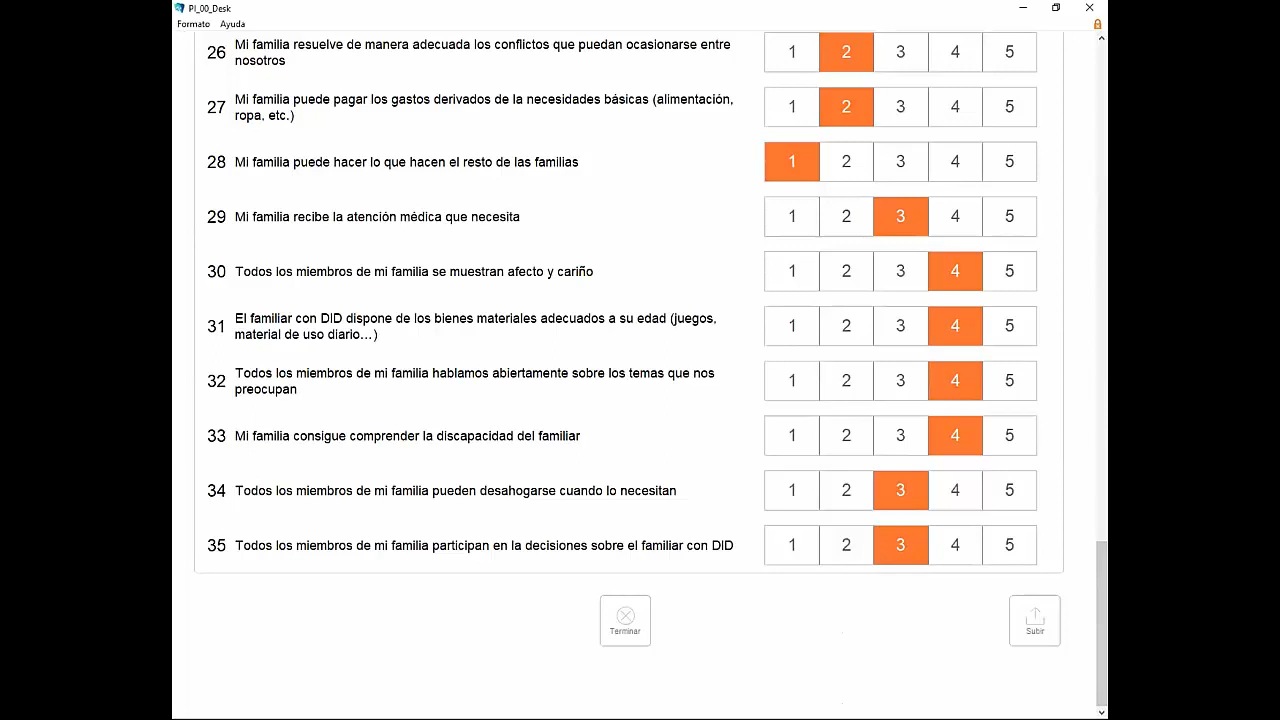 PI_00_Desk
Formato Ayuda
26 Mi familia resuelve de manera adecuada los conflictos que puedan ocasionarse entre
nosotros
1 2 3 4 5
27 Mi familia puede pagar los gastos derivados de la necesidades básicas (alimentación,
ropa, etc.)
1 2 3 4 5
28 Mi familia puede hacer lo que hacen el resto de las familias
1 2 3 4 5
29 Mi familia recibe la atención médica que necesita
1 2 3 4 5
30 Todos los miembros de mi familia se muestran afecto y cariño
1 2 3 4 5
31 El familiar con DID dispone de los bienes materiales adecuados a su edad (juegos,
material de uso diario…)
1 2 3 4 5
32 Todos los miembros de mi familia hablamos abiertamente sobre los temas que nos
preocupan
1 2 3 4 5
33 Mi familia consigue comprender la discapacidad del familiar
1 2 3 4 5
34 Todos los miembros de mi familia pueden desahogarse cuando lo necesitan
1 2 3 4 5
35 Todos los miembros de mi familia participan en la decisiones sobre el familiar con DID
1 2 3 4 5
Terminar
Subir